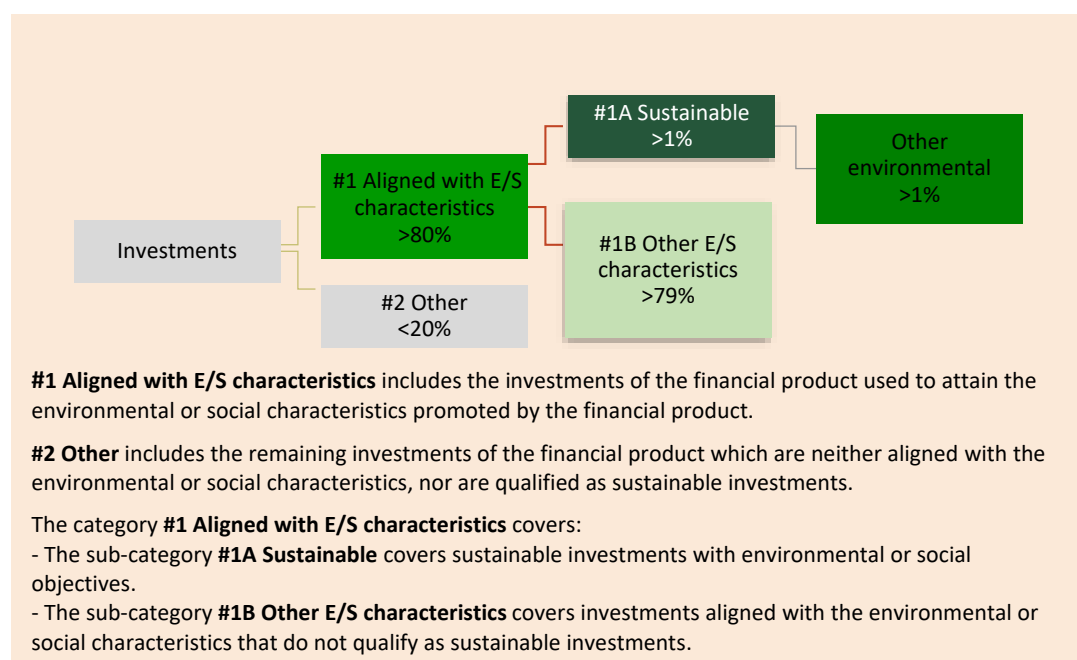 #1A Sustainable
>1%
Other
environmental
>1%
#1 Aligned with E/S
characteristics
>80%
Investments
#1B Other E/S
characteristics
>79%
#2 Other
<20%
#1 Aligned with E/S characteristics includes the investments of the financial product used to attain the
environmental or social characteristics promoted by the financial product.
#2 Other includes the remaining investments of the financial product which are neither aligned with the
environmental or social characteristics, nor are qualified as sustainable investments.
The category #1 Aligned with E/S characteristics covers:
- The sub-category #1A Sustainable covers sustainable investments with environmental or social
objectives.
- The sub-category #1B Other E/S characteristics covers investments aligned with the environmental or
social characteristics that do not qualify as sustainable investments.